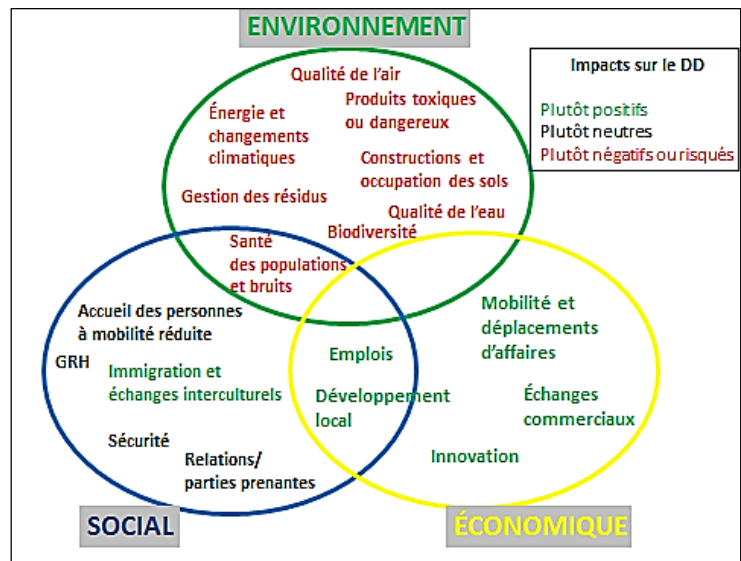 ENVIRONNEMENT
Impacts sur le DD
Plutôt positifs
Plutôt neutres
Plutôt négatifs ou risqués
Qualité de l'air
Produits toxiques
ou dangereux
Énergie et
changements
climatiques
Constructions et
occupation des sols
Gestion des résidus
Qualité de l'eau
Biodiversité
Santé
des populations
et bruits
Accueil des personnes
à mobilité réduite
GRH
Immigration et
échanges interculturels
Sécurité
Relations/
parties prenantes
Emplois
Développement
local
Mobilité et
déplacements
d'affaires
Échanges
commerciaux
Innovation
SOCIAL
ÉCONOMIQUE